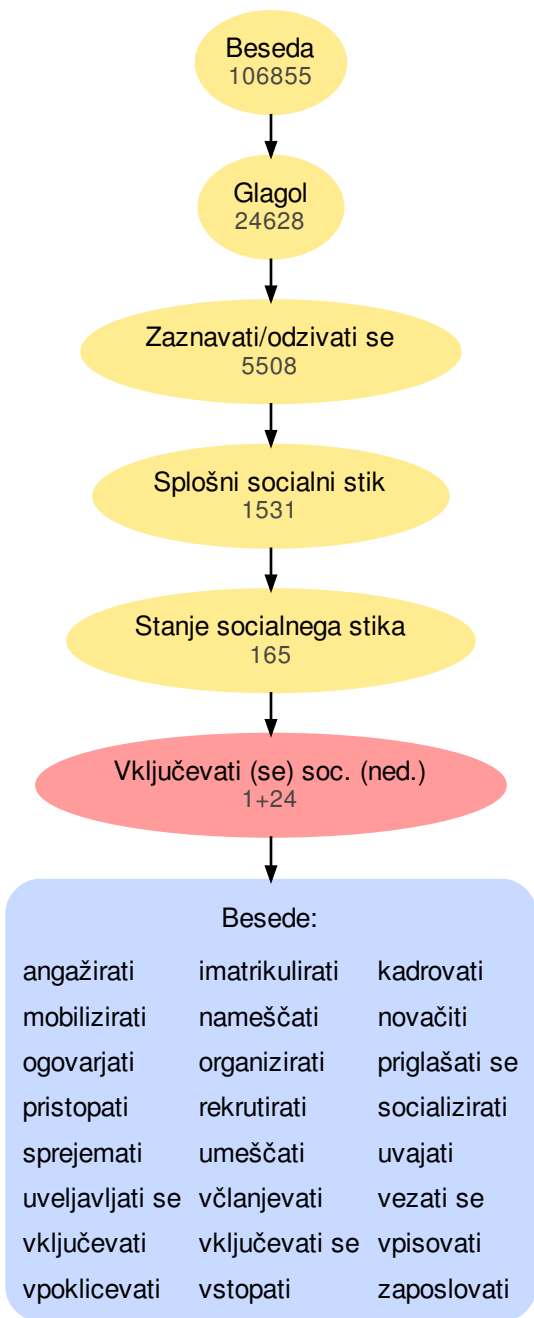 Beseda
106855
Glagol
24628
Zaznavati/odzivati se
5508
Splošni socialni stik
1531
Stanje socialnega stika
165
Vključevati (se) soc. (ned.)
1+24
Besede:
angažirati imatrikulirati kadrovati
mobilizirati nameščati novačiti
ogovarjati organizirati priglašati se
pristopati rekrutirati socializirati
sprejemati umeščati uvajati
uveljavljati se včlanjevati vezati se
vključevati vključevati se vpisovati
vpoklicevati vstopati zaposlovati